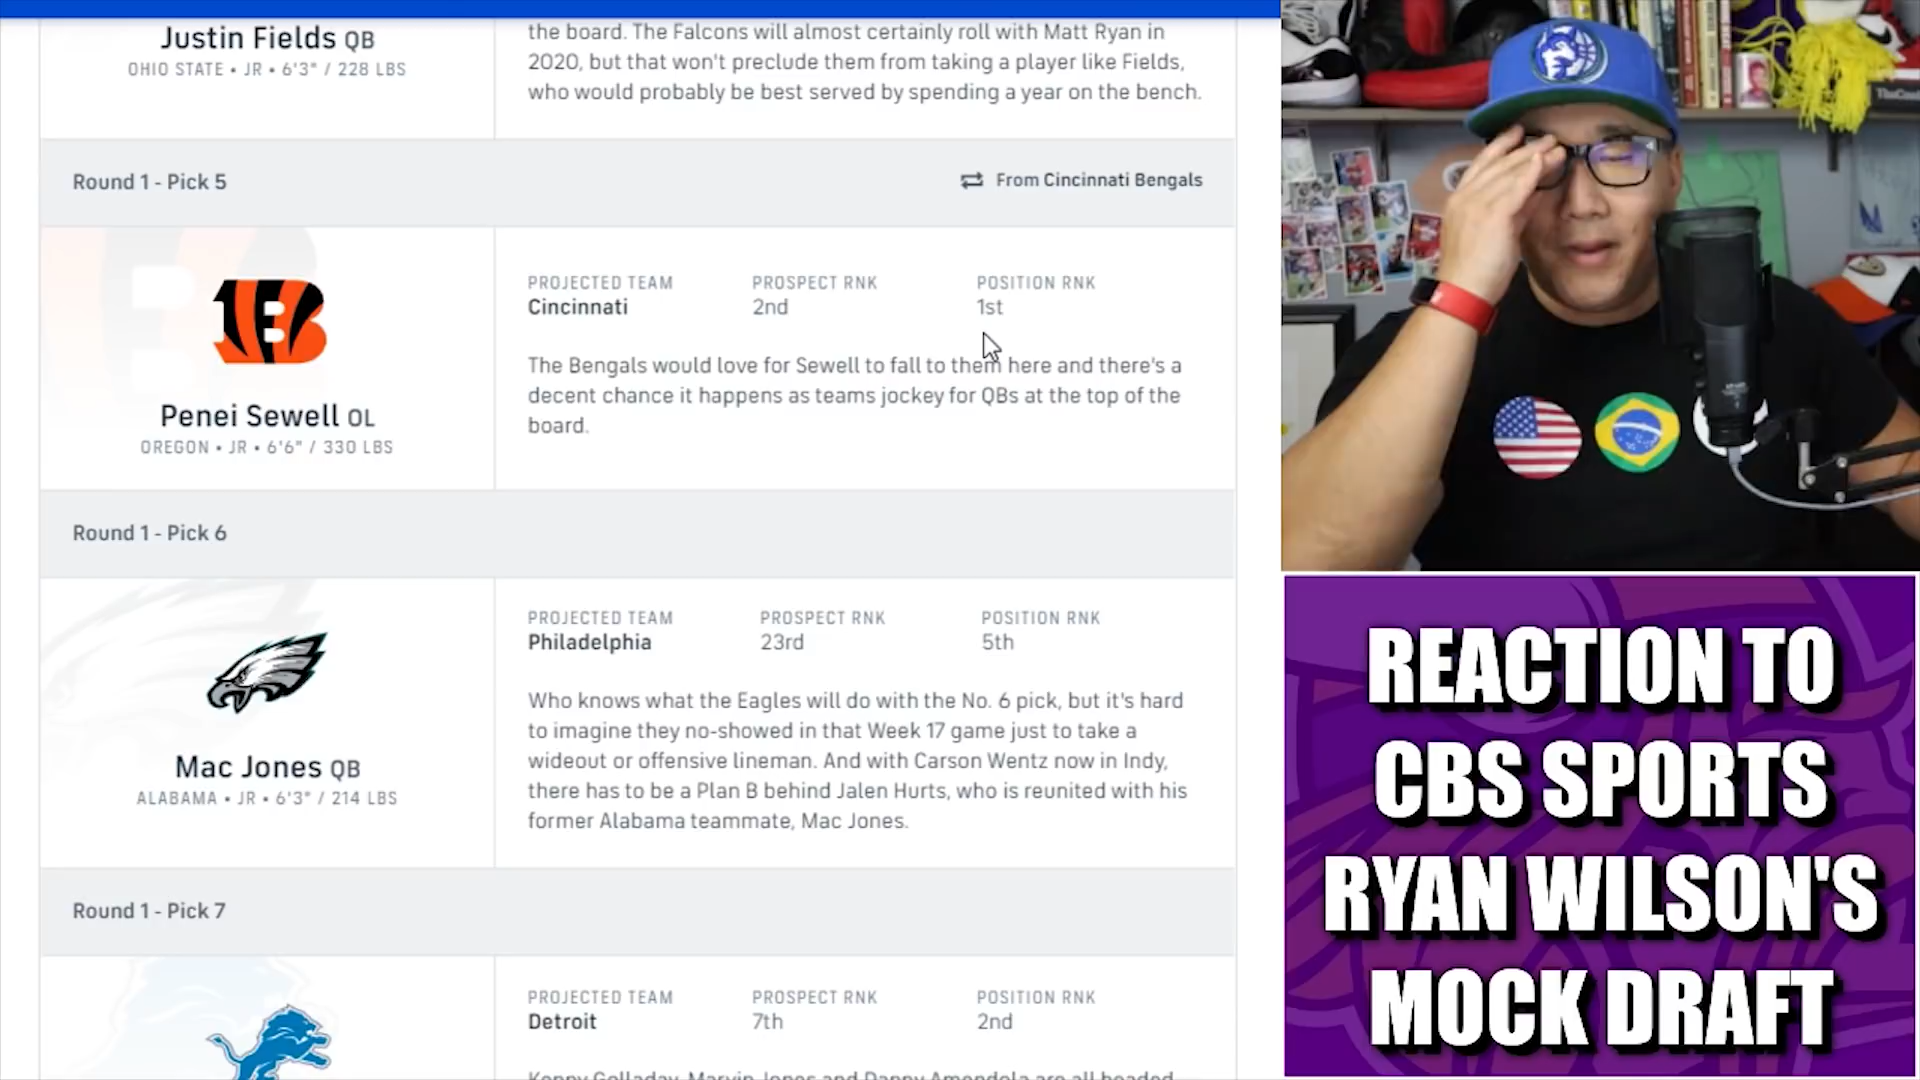 Justin Fields QB
OHIO STATE • JR • 6'3" / 228 LBS
the board. The Falcons will almost certainly roll with Matt Ryan in
2020, but that won't preclude them from taking a player like Fields,
who would probably be best served by spending a year on the bench.
Round 1 - Pick 5
From Cincinnati Bengals
Penei Sewell OL
OREGON • JR • 6'6" / 330 LBS
PROJECTED TEAM PROSPECT RNK POSITION RNK
Cincinnati 2nd 1st
The Bengals would love for Sewell to fall to them here and there's a
decent chance it happens as teams jockey for QBs at the top of the
board.
Round 1 - Pick 6
Mac Jones QB
ALABAMA • JR • 6'3" / 214 LBS
PROJECTED TEAM PROSPECT RNK POSITION RNK
Philadelphia 23rd 5th
Who knows what the Eagles will do with the No. 6 pick, but it's hard
to imagine they no-showed in that Week 17 game just to take a
wideout or offensive lineman. And with Carson Wentz now in Indy,
there has to be a Plan B behind Jalen Hurts, who is reunited with his
former Alabama teammate, Mac Jones.
Round 1 - Pick 7
PROJECTED TEAM PROSPECT RNK POSITION RNK
Detroit 7th 2nd
Kenny Golladay, Marvin Jones and Danny Amendola are all headed
REACTION TO
CBS SPORTS
RYAN WILSON'S
MOCK DRAFT